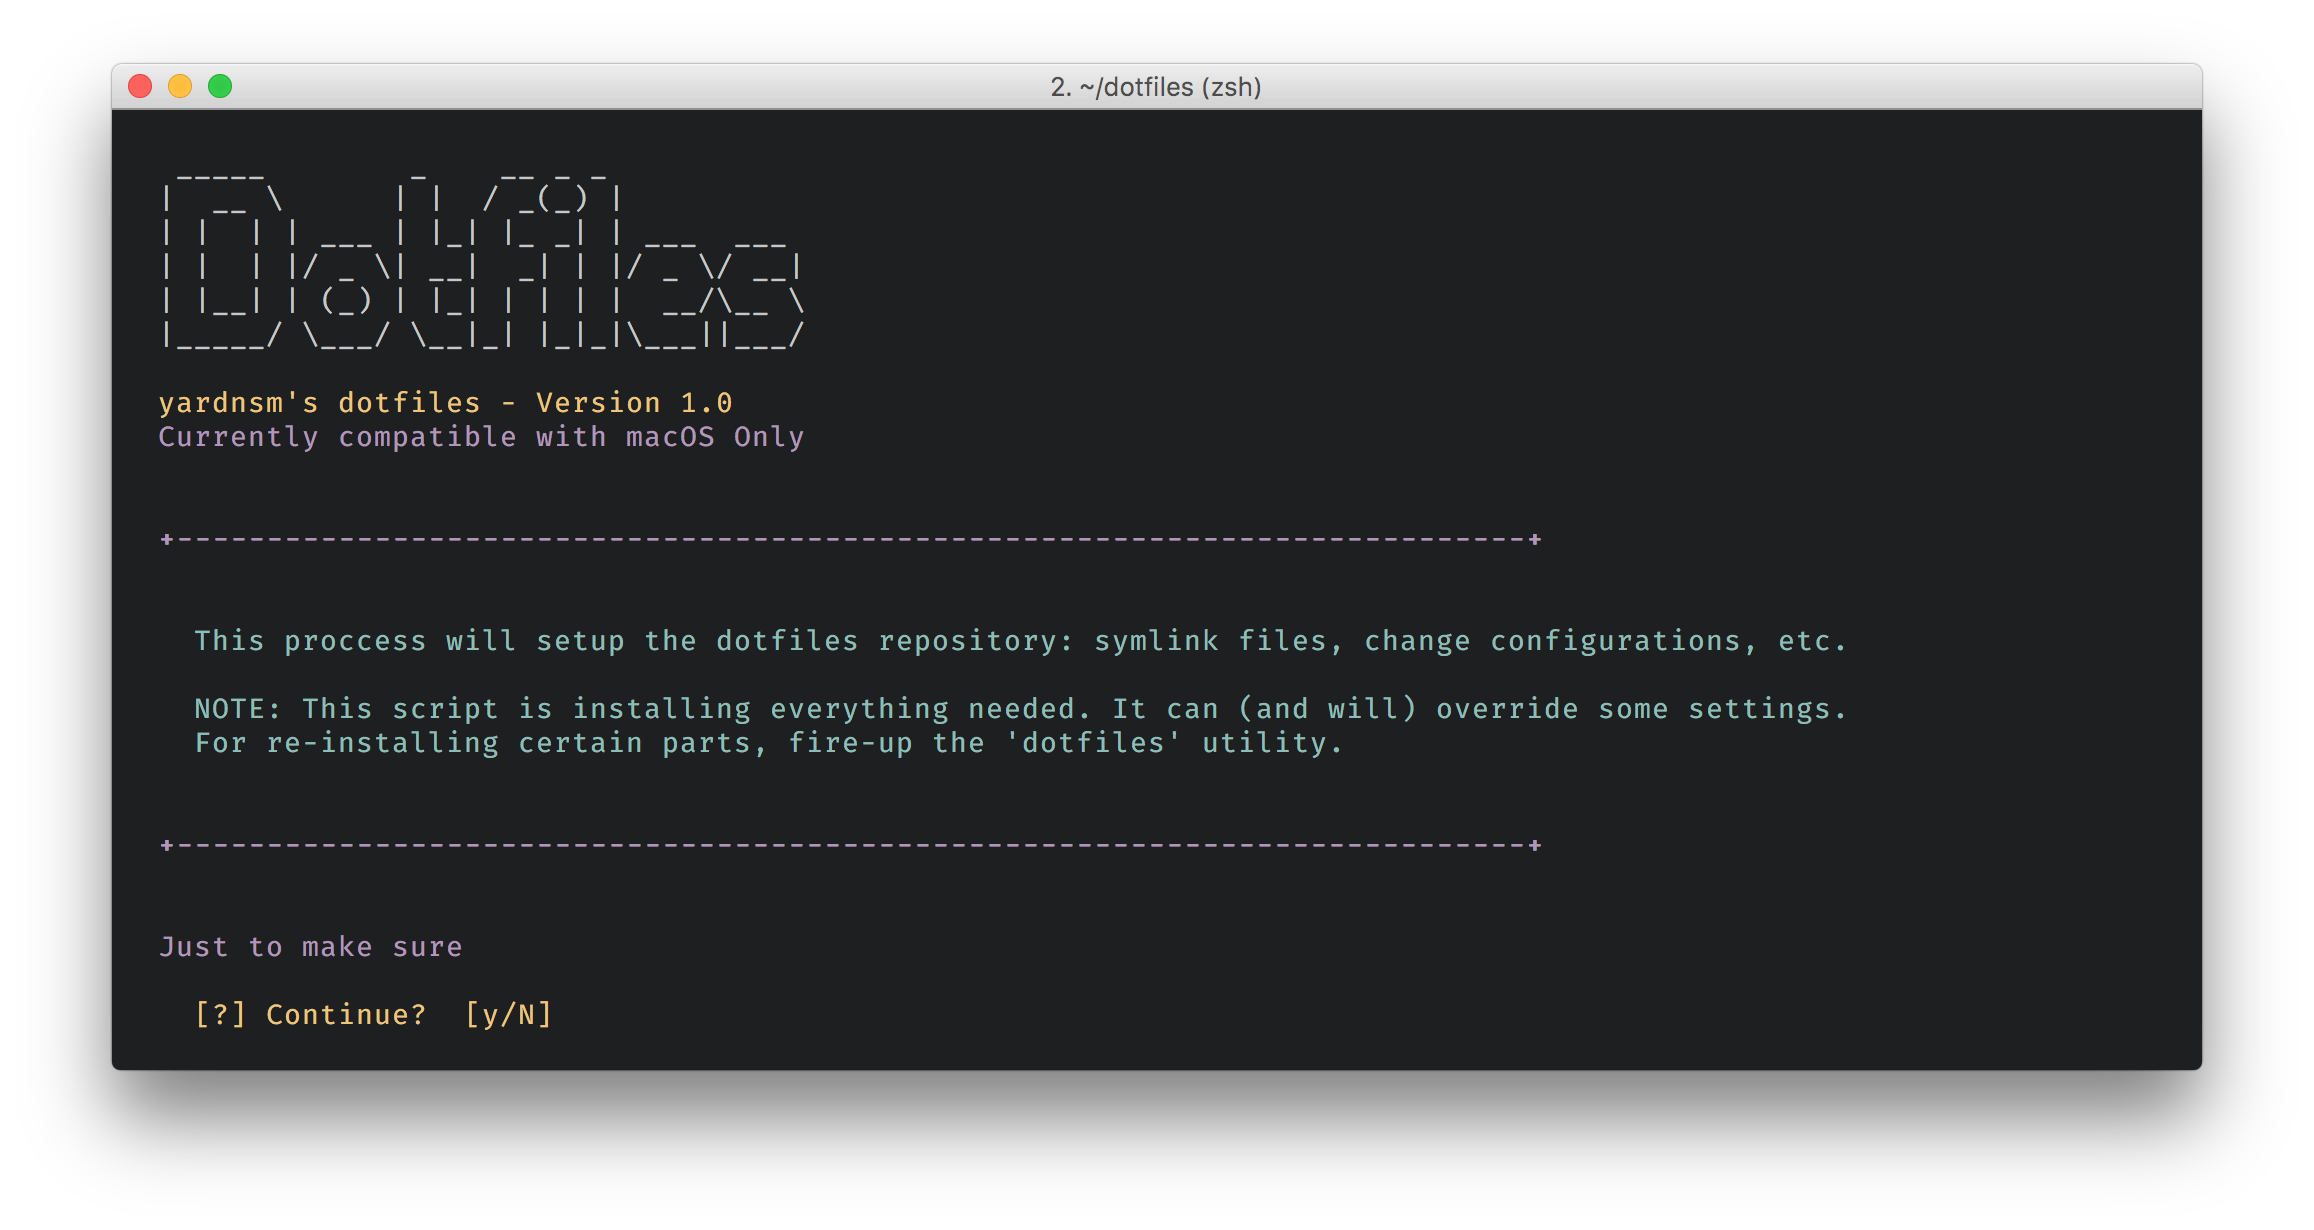 2. ~/dotfiles (zsh)
Dotfiles
yardnsm's dotfiles - Version 1.0
Currently compatible with macOS Only
+---------------------------------------------------------------------------+
This proccess will setup the dotfiles repository: symlink files, change configurations, etc.
NOTE: This script is installing everything needed. It can (and will) override some settings.
For re-installing certain parts, fire-up the 'dotfiles' utility.
+---------------------------------------------------------------------------+
Just to make sure
[?] Continue?  [y/N]